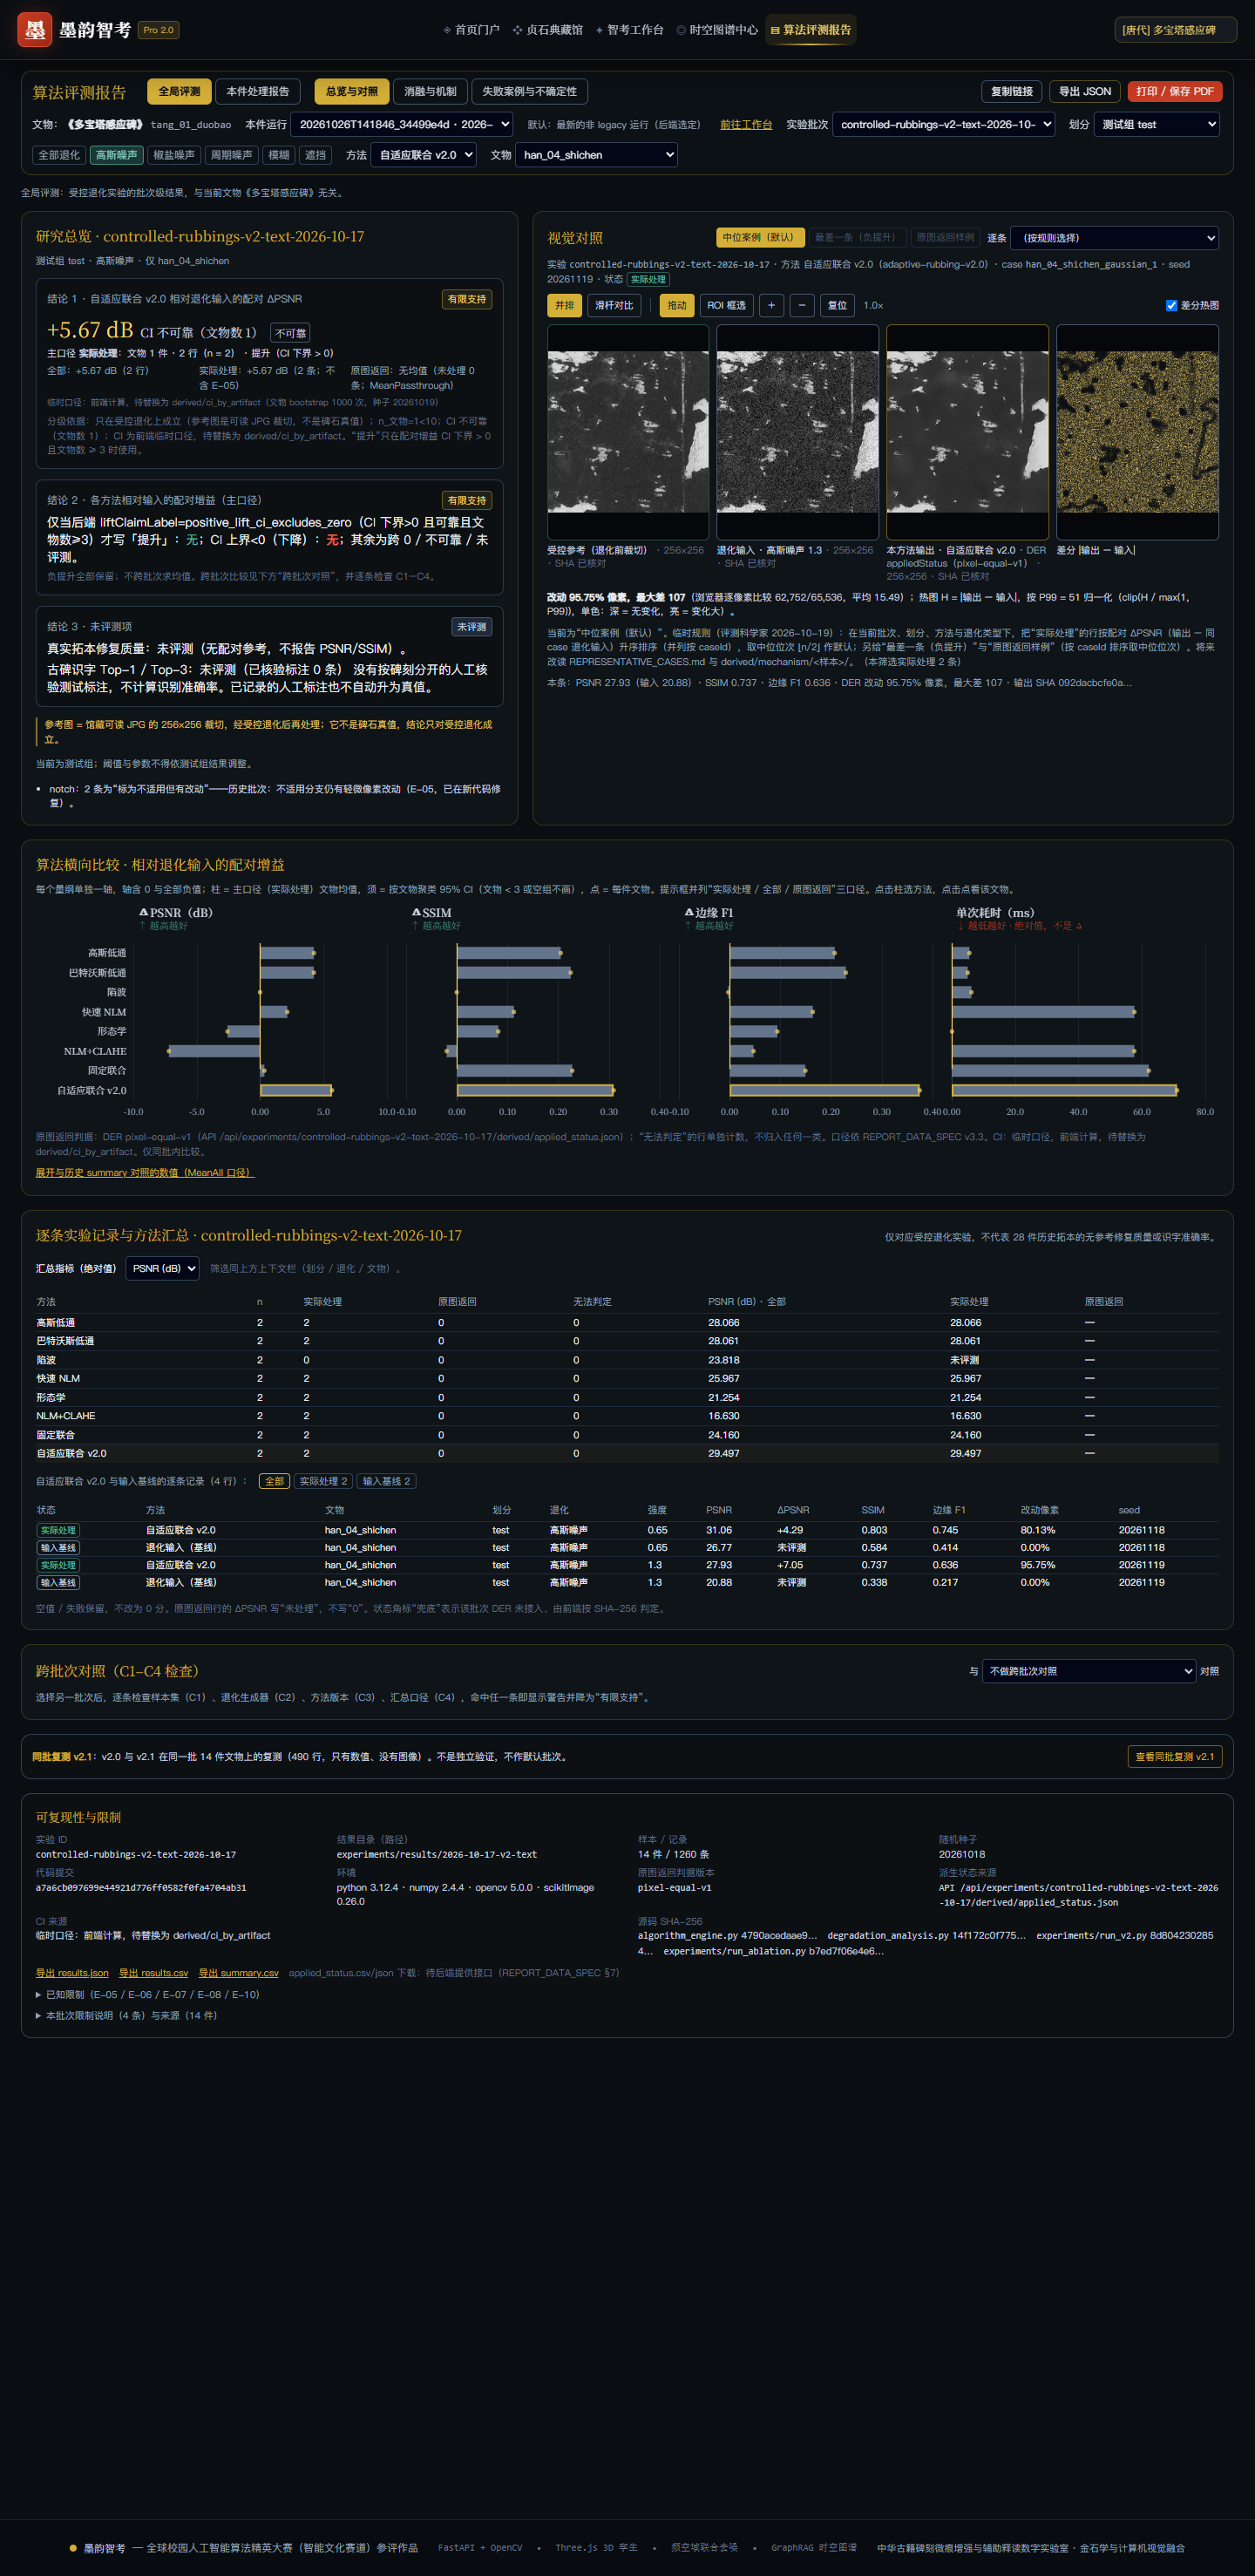 墨 墨韵智考 Pro 2.0 首页门户 贞石典藏馆 智考工作台 时空图谱中心 算法评测报告 [唐代] 多宝塔感应碑
算法评测报告 全局评测 本件处理报告 总览与对照 消融与机制 失败案例与不确定性 复制链接 导出 JSON 打印 / 保存 PDF
文物: 《多宝塔感应碑》 tang_01_duobao 本件运行 20261026T141846_34499e4d · 2026- 默认: 最新的非 legacy 运行（后端选定） 前往工作台 实验批次 controlled-rubbings-v2-text-2026-10- 划分 测试组 test
全部退化 高斯噪声 椒盐噪声 周期噪声 模糊 遮挡 方法 自适应联合 v2.0 文物 han_04_shichen
全局评测: 受控退化实验的批次级结果，与当前文物《多宝塔感应碑》无关。
研究总览 · controlled-rubbings-v2-text-2026-10-17
测试组 test · 高斯噪声 · 仅 han_04_shichen
结论 1 · 自适应联合 v2.0 相对退化输入的配对 ΔPSNR 有限支持
+5.67 dB CI 不可靠（文物数 1） 不可靠
主口径 实际处理: 文物 1 件 · 2 行（n = 2） · 提升（CI 下界 > 0）
全部: +5.67 dB（2 行） 实际处理: +5.67 dB（2 条; 不含 E-05） 原图返回: 无均值（未处理 0 条; MeanPassthrough）
临时口径: 前端计算，待替换为 derived/ci_by_artifact（文物 bootstrap 1000 次，种子 20261019）
分级依据: 只在受控退化上成立（参考图是可读 JPG 裁切，不是碑石真值）; n_文物=1<10; CI 不可靠
（文物数 1）; CI 为前端临时口径，待替换为 derived/ci_by_artifact。“提升”只在配对增益 CI 下界 > 0
且文物数 ≥ 3 时使用。
结论 2 · 各方法相对输入的配对增益（主口径） 有限支持
仅当后端 liftClaimLabel=positive_lift_ci_excludes_zero（CI 下界>0 且可靠且文
物数≥3）才写「提升」: 无; CI 上界<0（下降）: 无; 其余为跨 0 / 不可靠 / 未
评测。
负提升全部保留; 不跨批次求均值。跨批次比较见下方“跨批次对照”，并逐条检查 C1—C4。
结论 3 · 未评测项 未评测
真实拓本修复质量: 未评测（无配对参考，不报告 PSNR/SSIM）。
古碑识字 Top-1 / Top-3: 未评测（已核验标注 0 条） 没有按碑刻分开的人工核
验测试标注，不计算识别准确率。已记录的人工标注也不自动升为真值。
参考图 = 馆藏可读 JPG 的 256×256 裁切，经受控退化后再处理; 它不是碑石真值，结论只对受控退化成
立。
当前为测试组; 阈值与参数不得依测试组结果调整。
• notch: 2 条为“标为不适用但有改动”——历史批次: 不适用分支仍有轻微像素改动（E-05，已在新代码修
复）。
视觉对照 中位案例（默认） 最差一条（负提升） 原图返回样例 逐条 （按规则选择）
实验 controlled-rubbings-v2-text-2026-10-17 · 方法 自适应联合 v2.0（adaptive-rubbing-v2.0） · case han_04_shichen_gaussian_1 · seed
20261119 · 状态 实际处理
并排 滑杆对比 拖动 ROI 框选 + − 复位 1.0× 差分热图
受控参考（退化前裁切） · 256×256 · SHA 已核对
退化输入 · 高斯噪声 1.3 · 256×256 · SHA 已核对
本方法输出 · 自适应联合 v2.0 · DER appliedStatus（pixel-equal-v1） · 256×256 · SHA 已核对
差分 |输出 — 输入|
改动 95.75% 像素，最大差 107（浏览器逐像素比较 62,752/65,536，平均 15.49）; 热图 H = |输出 — 输入|，按 P99 = 51 归一化（clip(H / max(1,
P99))，单色: 深 = 无变化，亮 = 变化大）。
当前为“中位案例（默认）”。临时规则（评测科学家 2026-10-19）: 在当前批次、划分、方法与退化类型下，把“实际处理”的行按配对 ΔPSNR（输出 — 同
case 退化输入）升序排序（并列按 caseId），取中位位次 ⌊n/2⌋ 作默认; 另给“最差一条（负提升）”与“原图返回样例”（按 caseId 排序取中位位次）。将来
改读 REPRESENTATIVE_CASES.md 与 derived/mechanism/<样本>/。（本筛选实际处理 2 条）
本条: PSNR 27.93（输入 20.88） · SSIM 0.737 · 边缘 F1 0.636 · DER 改动 95.75% 像素，最大差 107 · 输出 SHA 092dacbcfe0a…
算法横向比较 · 相对退化输入的配对增益
每个量纲单独一轴，轴含 0 与全部负值; 柱 = 主口径（实际处理）文物均值，须 = 按文物聚类 95% CI（文物 < 3 或空组不画），点 = 每件文物。提示框并列“实际处理 / 全部 / 原图返回”三口径。点击柱选方法，点击点看该文物。
Δ PSNR（dB） Δ SSIM Δ 边缘 F1 单次耗时（ms）
↑ 越高越好 ↑ 越高越好 ↑ 越高越好 ↓ 越低越好 · 绝对值，不是 Δ
高斯低通
巴特沃斯低通
陷波
快速 NLM
形态学
NLM+CLAHE
固定联合
自适应联合 v2.0
-10.0 -5.0 0.00 5.0 10.0 -0.10 0.00 0.10 0.20 0.30 0.40 -0.10 0.00 0.10 0.20 0.30 0.40 0.00 20.0 40.0 60.0 80.0
原图返回判据: DER pixel-equal-v1（API /api/experiments/controlled-rubbings-v2-text-2026-10-17/derived/applied_status.json）; “无法判定”的行单独计数，不归入任何一类。口径依 REPORT_DATA_SPEC v3.3。CI: 临时口径，前端计算，待替换为
derived/ci_by_artifact。仅同批内比较。
展开与历史 summary 对照的数值（MeanAll 口径）
逐条实验记录与方法汇总 · controlled-rubbings-v2-text-2026-10-17 仅对应受控退化实验，不代表 28 件历史拓本的无参考修复质量或识字准确率。
汇总指标（绝对值） PSNR (dB) 筛选同上方上下文栏（划分 / 退化 / 文物）。
方法 n 实际处理 原图返回 无法判定 PSNR (dB) · 全部 实际处理 原图返回
高斯低通 2 2 0 0 28.066 28.066 —
巴特沃斯低通 2 2 0 0 28.061 28.061 —
陷波 2 0 0 0 23.818 未评测 —
快速 NLM 2 2 0 0 25.967 25.967 —
形态学 2 2 0 0 21.254 21.254 —
NLM+CLAHE 2 2 0 0 16.630 16.630 —
固定联合 2 2 0 0 24.160 24.160 —
自适应联合 v2.0 2 2 0 0 29.497 29.497 —
自适应联合 v2.0 与输入基线的逐条记录（4 行）: 全部 实际处理 2 输入基线 2
状态 方法 文物 划分 退化 强度 PSNR ΔPSNR SSIM 边缘 F1 改动像素 seed
实际处理 自适应联合 v2.0 han_04_shichen test 高斯噪声 0.65 31.06 +4.29 0.803 0.745 80.13% 20261118
输入基线 退化输入（基线） han_04_shichen test 高斯噪声 0.65 26.77 未评测 0.584 0.414 0.00% 20261118
实际处理 自适应联合 v2.0 han_04_shichen test 高斯噪声 1.3 27.93 +7.05 0.737 0.636 95.75% 20261119
输入基线 退化输入（基线） han_04_shichen test 高斯噪声 1.3 20.88 未评测 0.338 0.217 0.00% 20261119
空值 / 失败保留，不改为 0 分。原图返回行的 ΔPSNR 写“未处理”，不写“0”。状态角标“兜底”表示该批次 DER 未接入、由前端按 SHA-256 判定。
跨批次对照（C1–C4 检查） 与 不做跨批次对照 对照
选择另一批次后，逐条检查样本集（C1）、退化生成器（C2）、方法版本（C3）、汇总口径（C4），命中任一条即显示警告并降为“有限支持”。
同批复测 v2.1: v2.0 与 v2.1 在同一批 14 件文物上的复测（490 行，只有数值、没有图像）。不是独立验证，不作默认批次。 查看同批复测 v2.1
可复现性与限制
实验 ID 结果目录（路径） 样本 / 记录 随机种子
controlled-rubbings-v2-text-2026-10-17 experiments/results/2026-10-17-v2-text 14 件 / 1260 条 20261018
代码提交 环境 原图返回判据版本 派生状态来源
a7a6cb097699e44921d776ff0582f0fa4704ab31 python 3.12.4 · numpy 2.4.4 · opencv 5.0.0 · scikitImage 0.26.0 pixel-equal-v1 API /api/experiments/controlled-rubbings-v2-text-2026-10-17/derived/applied_status.json
CI 来源 源码 SHA-256
临时口径: 前端计算，待替换为 derived/ci_by_artifact algorithm_engine.py 4790acedaae9… degradation_analysis.py 14f172c0f775… experiments/run_v2.py 8d804230285
4… experiments/run_ablation.py b7ed7f06e4e6…
导出 results.json 导出 results.csv 导出 summary.csv applied_status.csv/json 下载: 待后端提供接口（REPORT_DATA_SPEC §7）
▶ 已知限制（E-05 / E-06 / E-07 / E-08 / E-10）
▶ 本批次限制说明（4 条）与来源（14 件）
墨韵智考 — 全球校园人工智能算法精英大赛（智能文化赛道）参评作品 FastAPI + OpenCV • Three.js 3D 孪生 • 频空域联合去噪 • GraphRAG 时空图谱 中华古籍碑刻微痕增强与辅助释读数字实验室 · 金石学与计算机视觉融合